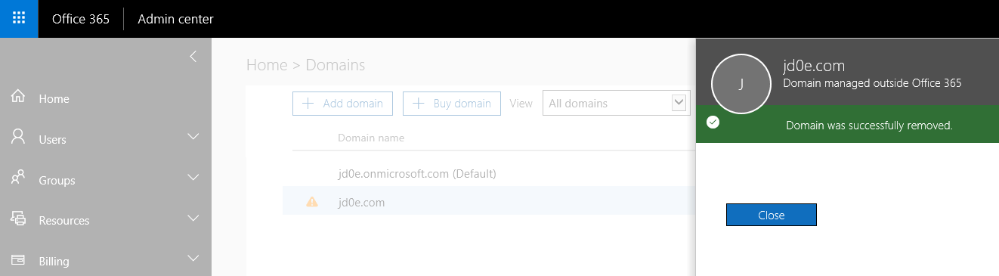 Office 365 Admin center
Home
Users
Groups
Resources
Billing
Home > Domains
Add domain Buy domain View All domains
Domain name
jd0e.onmicrosoft.com (Default)
jd0e.com
J
jd0e.com
Domain managed outside Office 365
Domain was successfully removed.
Close